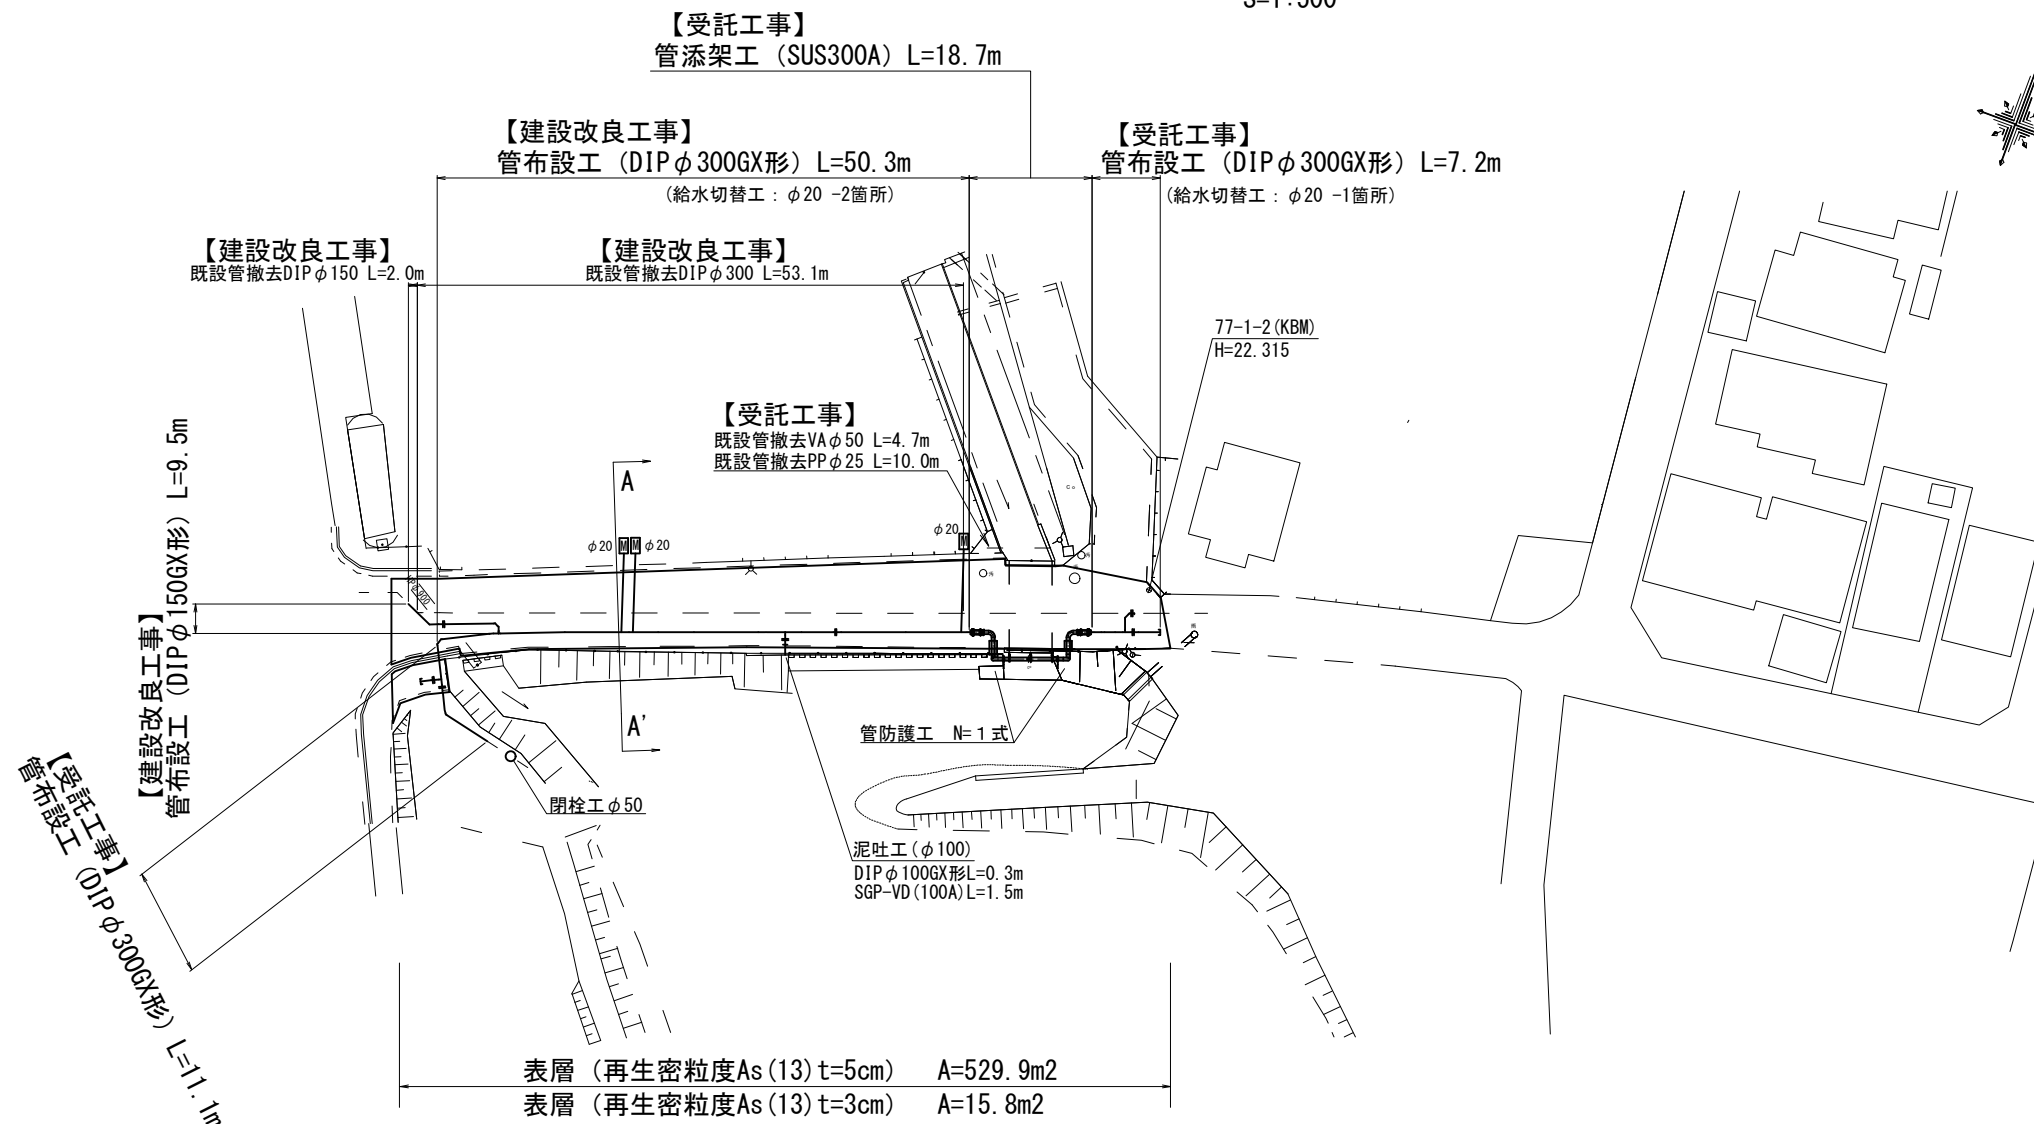 S=1:500
【受託工事】
管添架工（SUS300A）L=18.7m
【建設改良工事】
管布設工（DIPφ300GX形）L=50.3m
(給水切替工：φ20 -2箇所)
【受託工事】
管布設工（DIPφ300GX形）L=7.2m
(給水切替工：φ20 -1箇所)
【建設改良工事】
既設管撤去DIPφ150 L=2.0m
【建設改良工事】
既設管撤去DIPφ300 L=53.1m
77-1-2(KBM)
H=22.315
【受託工事】
既設管撤去VAφ50 L=4.7m
既設管撤去PPφ25 L=10.0m
A
φ20
M
M
φ20
φ20
M
【建設改良工事】
管布設工（DIPφ150GX形）L=9.5m
A'
管防護工 N=1式
閉栓工φ50
【受託工事】
管布設工（DIPφ300GX形）L=11.1m
泥吐工(φ100)
DIPφ100GX形L=0.3m
SGP-VD(100A)L=1.5m
表層（再生密粒度As(13)t=5cm） A=529.9m2
表層（再生密粒度As(13)t=3cm） A=15.8m2